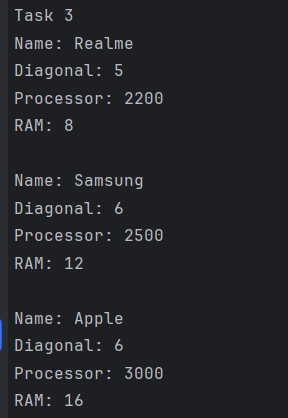 Task 3
Name: Realme
Diagonal: 5
Processor: 2200
RAM: 8
Name: Samsung
Diagonal: 6
Processor: 2500
RAM: 12
Name: Apple
Diagonal: 6
Processor: 3000
RAM: 16